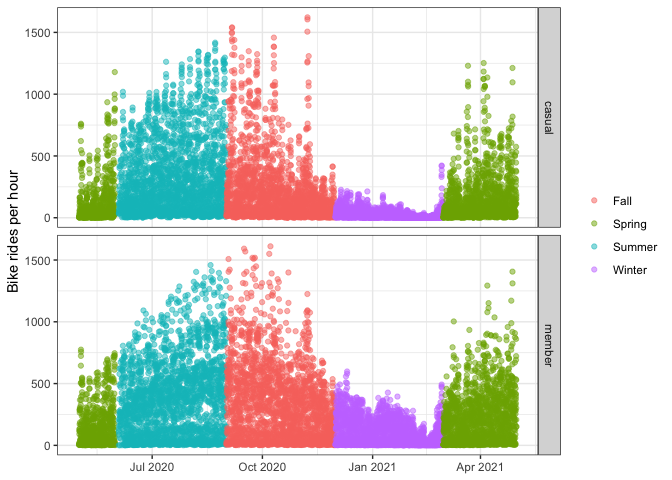 Bike rides per hour
1500
1000
500
0
casual
1500
1000
500
0
member
Jul 2020
Oct 2020
Jan 2021
Apr 2021
Fall
Spring
Summer
Winter